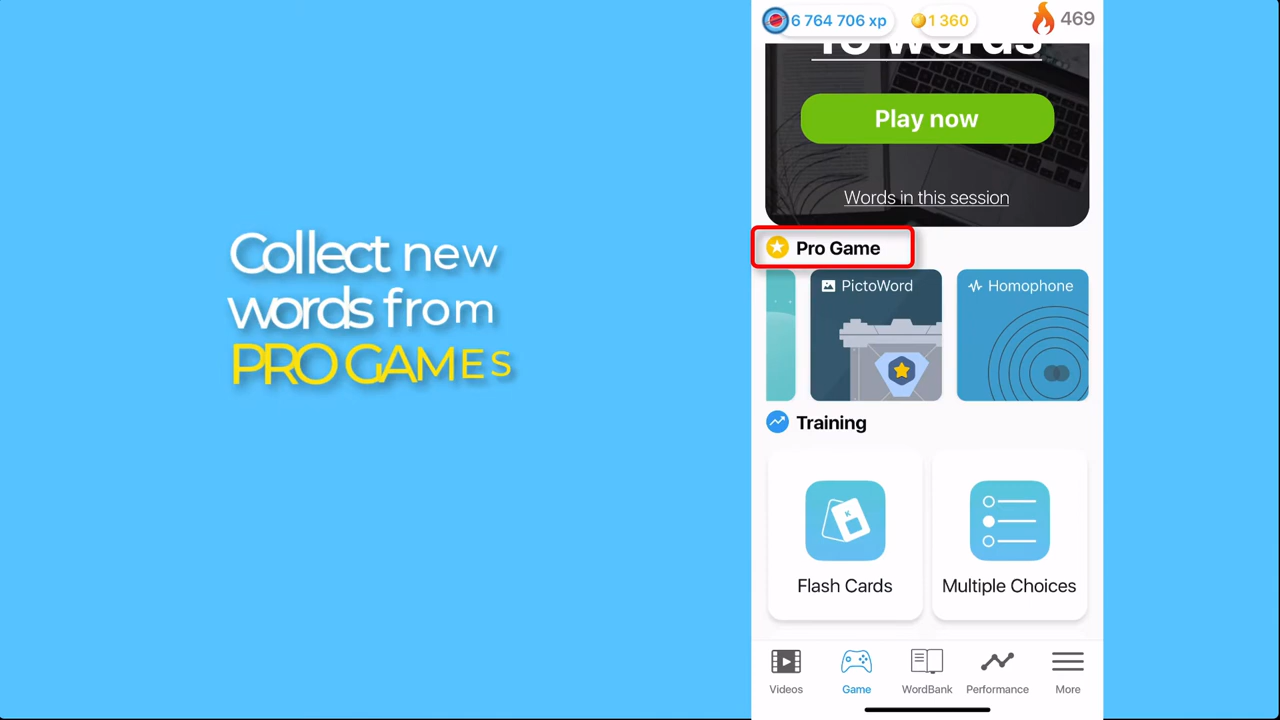 Collect new
words from
PRO GAMES
6 764 706 xp
1 360
469
Play now
Words in this session
Pro Game
PictoWord
Homophone
Training
K
Flash Cards
Multiple Choices
Videos
Game
WordBank
Performance
More